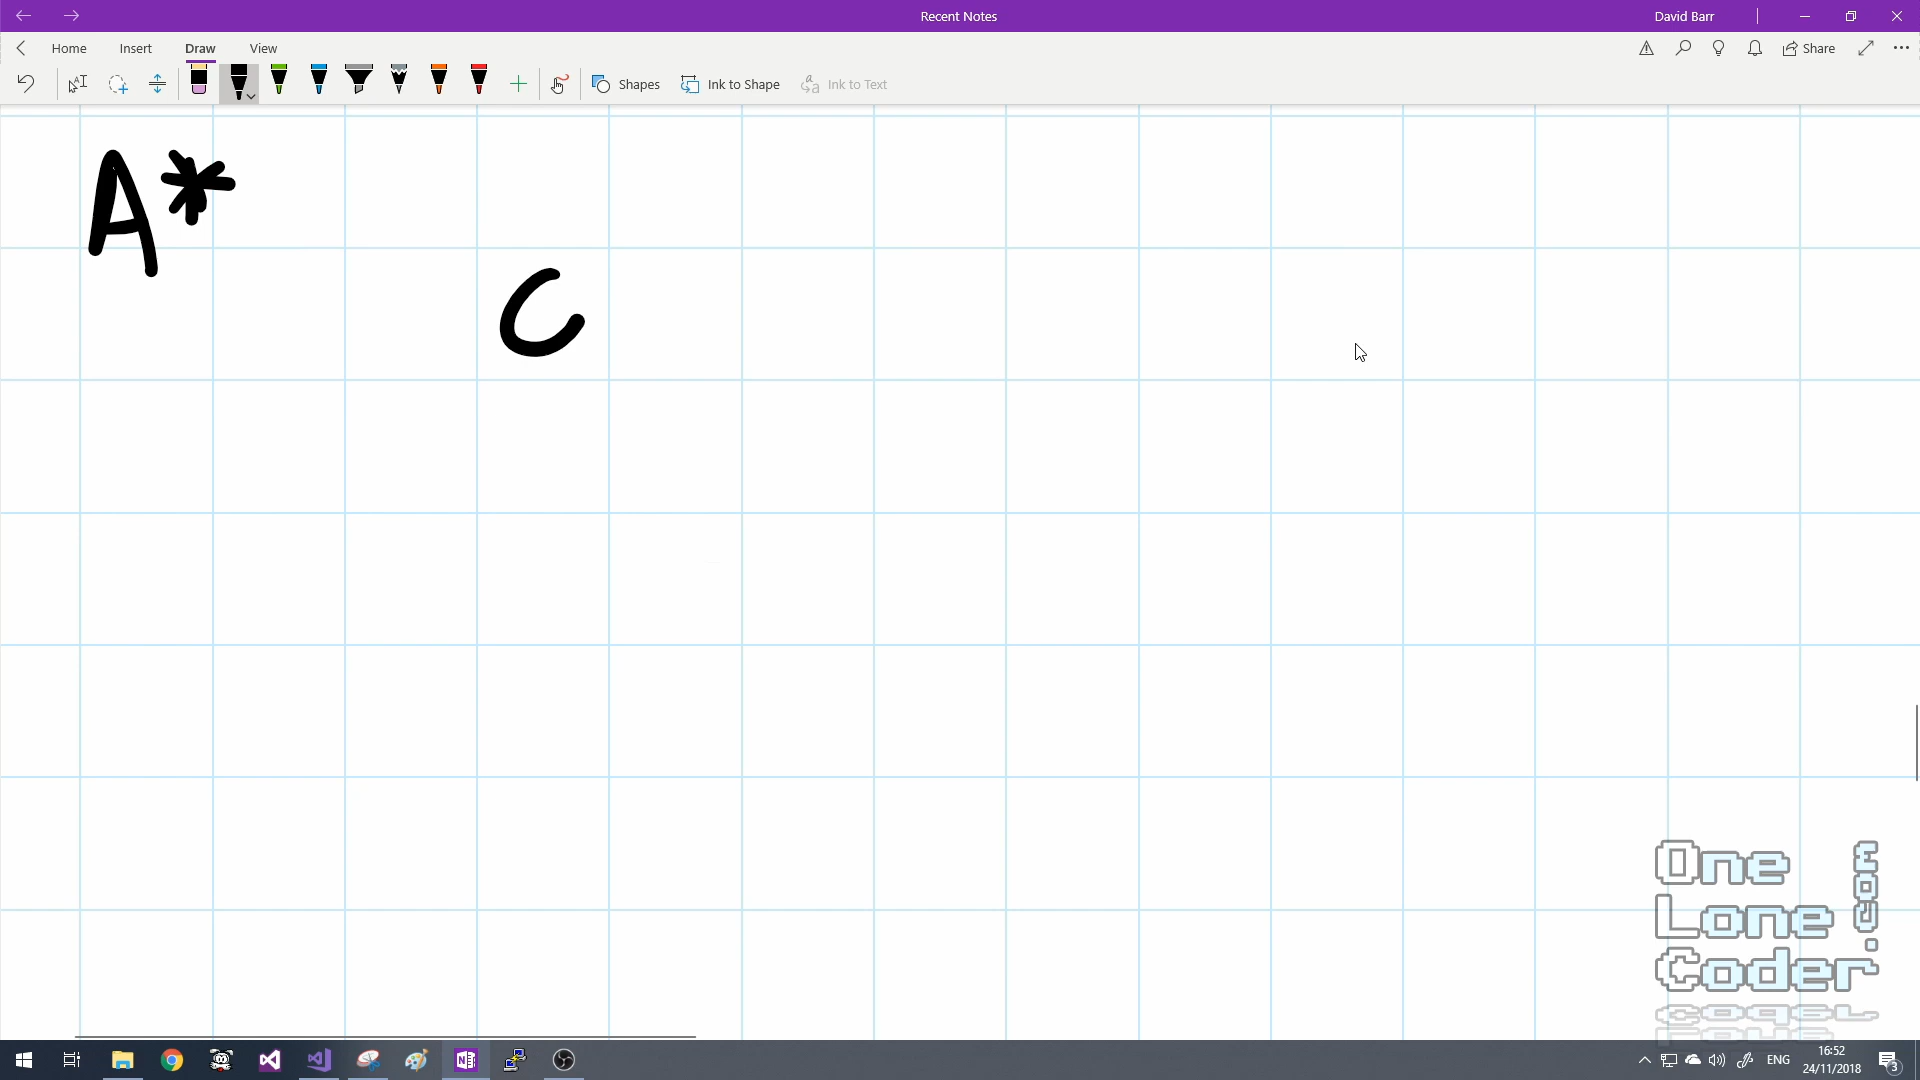 Recent Notes
David Barr
Home Insert Draw View
Share
Shapes Ink to Shape Ink to Text
A*
C
One
Lone
Coder
.com
ENG
16:52
24/11/2018
3